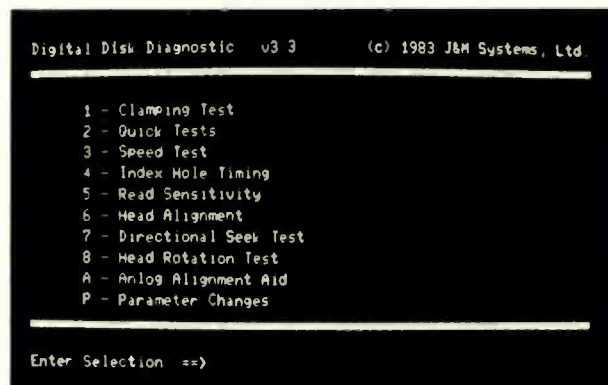 Digital Disk Diagnostic v3 3 (c) 1983 J&M Systems, Ltd.
1 - Clamping Test
2 - Quick Tests
3 - Speed Test
4 - Index Hole Timing
5 - Read Sensitivity
6 - Head Alignment
7 - Directional Seek Test
8 - Head Rotation Test
A - Anlog Alignment Aid
P - Parameter Changes
Enter Selection ==>